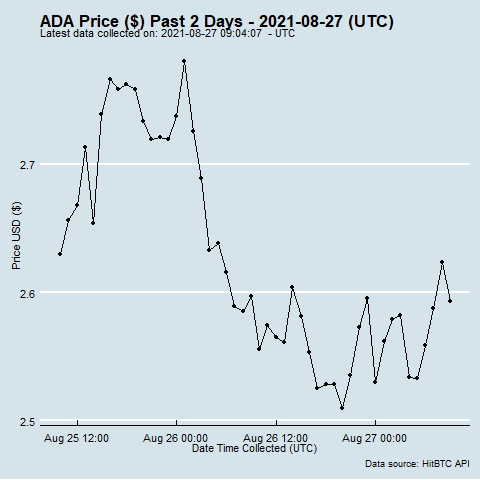 ADA Price ($) Past 2 Days - 2021-08-27 (UTC)
Latest data collected on: 2021-08-27 09:04:07 - UTC
2.7
2.6
2.5
Price USD ($)
Aug 25 12:00 Aug 26 00:00 Aug 26 12:00 Aug 27 00:00
Date Time Collected (UTC)
Data source: HitBTC API